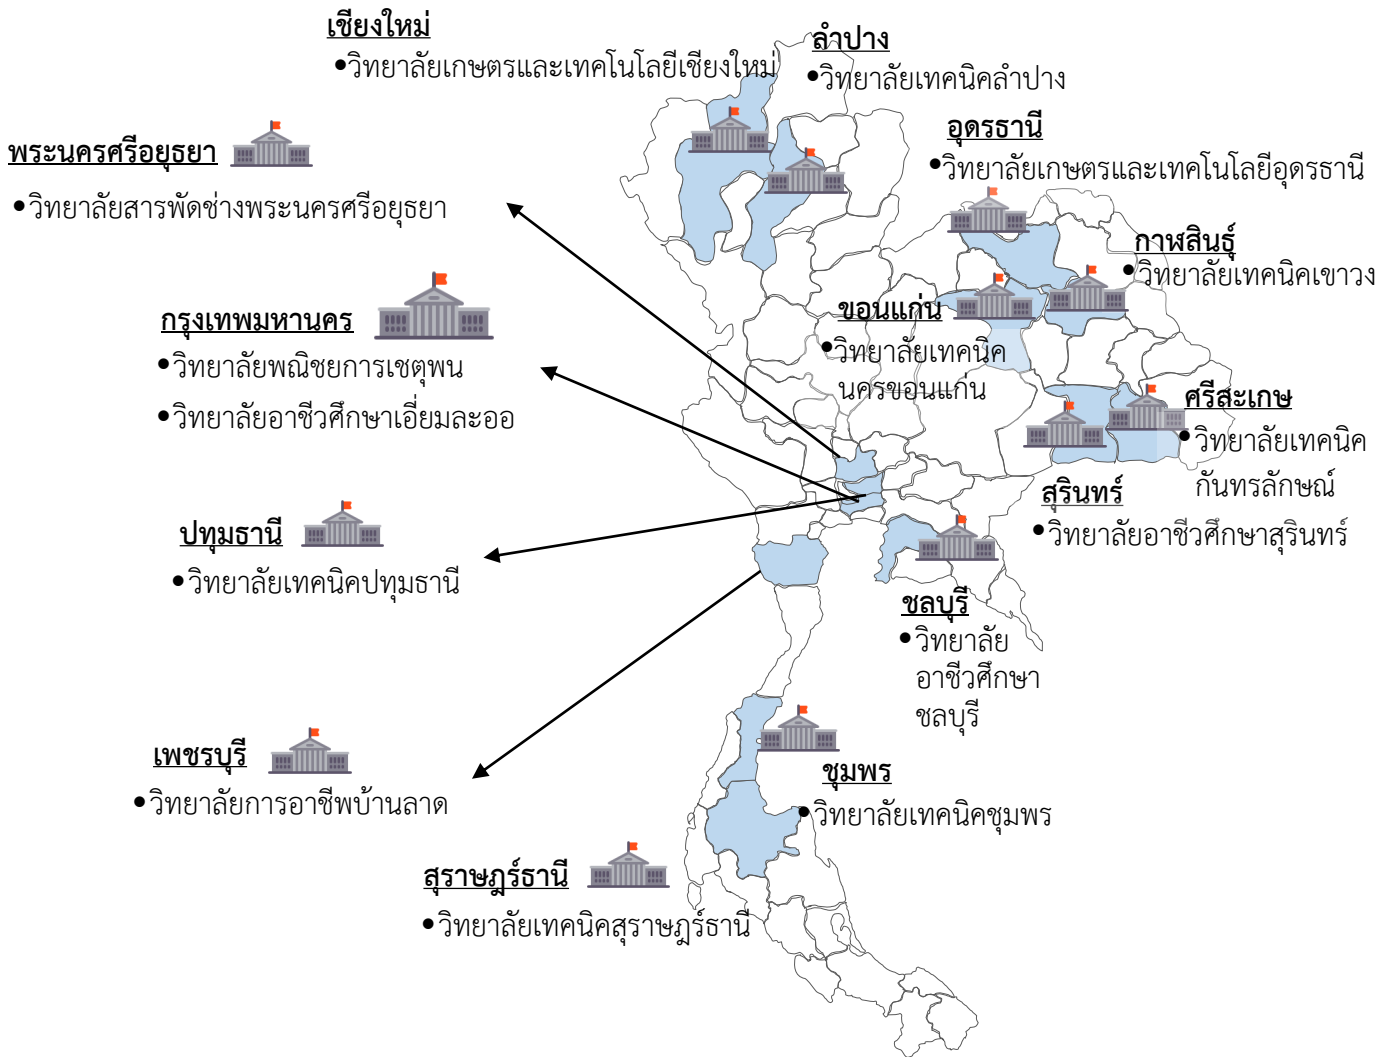 เชียงใหม่
•วิทยาลัยเกษตรและเทคโนโลยีเชียงใหม่
ลำปาง
•วิทยาลัยเทคนิคลำปาง
อุดรธานี
•วิทยาลัยเกษตรและเทคโนโลยีอุดรธานี
พระนครศรีอยุธยา
•วิทยาลัยสารพัดช่างพระนครศรีอยุธยา
กาฬสินธุ์
•วิทยาลัยเทคนิคเขาวง
กรุงเทพมหานคร
•วิทยาลัยพณิชยการเชตุพน
•วิทยาลัยอาชีวศึกษาเอี่ยมละออ
ขอนแก่น
•วิทยาลัยเทคนิค
นครขอนแก่น
ศรีสะเกษ
•วิทยาลัยเทคนิค
กันทรลักษณ์
สุรินทร์
•วิทยาลัยอาชีวศึกษาสุรินทร์
ปทุมธานี
•วิทยาลัยเทคนิคปทุมธานี
ชลบุรี
•วิทยาลัย
อาชีวศึกษา
ชลบุรี
เพชรบุรี
•วิทยาลัยการอาชีพบ้านลาด
ชุมพร
•วิทยาลัยเทคนิคชุมพร
สุราษฎร์ธานี
•วิทยาลัยเทคนิคสุราษฎร์ธานี